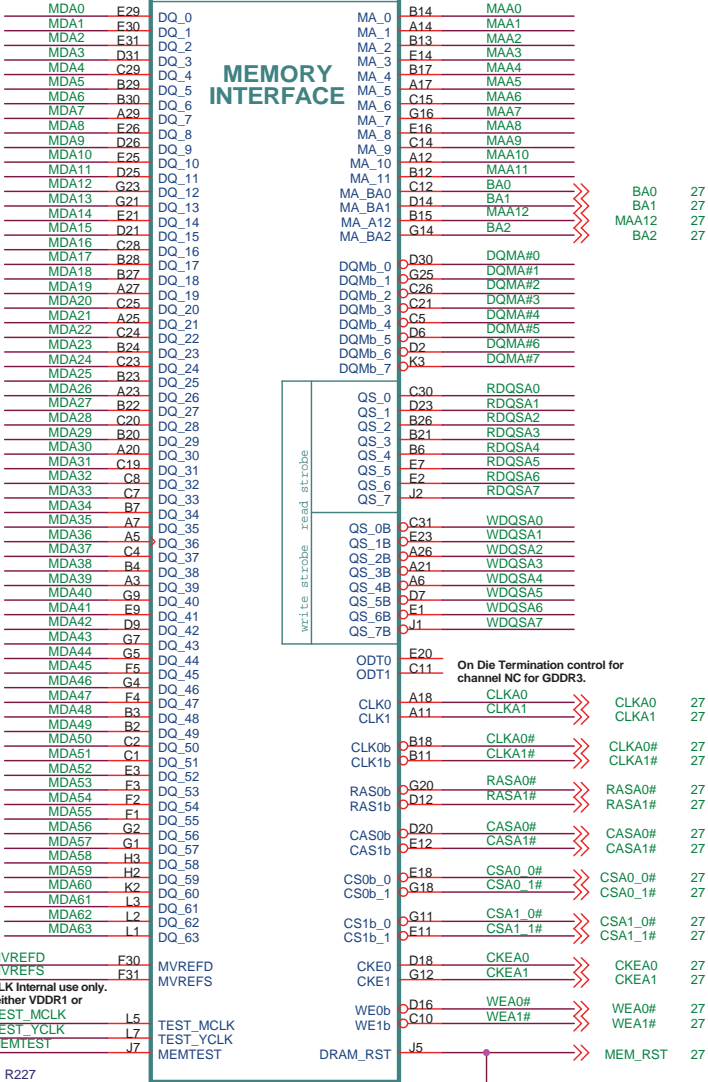 MDA0 E29 DQ_0
MDA1 E30 DQ_1
MDA2 E31 DQ_2
MDA3 D31 DQ_3
MDA4 C29 DQ_4
MDA5 B29 DQ_5
MDA6 B30 DQ_6
MDA7 A29 DQ_7
MDA8 E26 DQ_8
MDA9 D26 DQ_9
MDA10 E25 DQ_10
MDA11 D25 DQ_11
MDA12 G23 DQ_12
MDA13 G21 DQ_13
MDA14 E21 DQ_14
MDA15 D21 DQ_15
MDA16 C28 DQ_16
MDA17 B28 DQ_17
MDA18 B27 DQ_18
MDA19 A27 DQ_19
MDA20 C25 DQ_20
MDA21 A25 DQ_21
MDA22 C24 DQ_22
MDA23 B24 DQ_23
MDA24 C23 DQ_24
MDA25 B23 DQ_25
MDA26 A23 DQ_26
MDA27 B22 DQ_27
MDA28 C20 DQ_28
MDA29 B20 DQ_29
MDA30 A20 DQ_30
MDA31 C19 DQ_31
MDA32 C8 DQ_32
MDA33 C7 DQ_33
MDA34 B7 DQ_34
MDA35 A7 DQ_35
MDA36 A5 DQ_36
MDA37 C4 DQ_37
MDA38 B4 DQ_38
MDA39 A3 DQ_39
MDA40 G9 DQ_40
MDA41 E9 DQ_41
MDA42 D9 DQ_42
MDA43 G7 DQ_43
MDA44 G5 DQ_44
MDA45 F5 DQ_45
MDA46 G4 DQ_46
MDA47 F4 DQ_47
MDA48 B3 DQ_48
MDA49 B2 DQ_49
MDA50 C2 DQ_50
MDA51 C1 DQ_51
MDA52 E3 DQ_52
MDA53 F3 DQ_53
MDA54 F2 DQ_54
MDA55 F1 DQ_55
MDA56 G2 DQ_56
MDA57 G1 DQ_57
MDA58 H3 DQ_58
MDA59 H2 DQ_59
MDA60 K2 DQ_60
MDA61 L3 DQ_61
MDA62 L2 DQ_62
MDA63 L1 DQ_63
MVREFD F30 MVREFD
VREFS F31 MVREFS
LK Internal use only.
either VDDR1 or
EST_MCLK L5 TEST_MCLK
EST_YCLK L7 TEST_YCLK
EMTEST J7 MEMTEST
R227
MEMORY
INTERFACE
MA_0 B14 MAA0
MA_1 A14 MAA1
MA_2 B13 MAA2
MA_3 E14 MAA3
MA_4 B17 MAA4
MA_5 A17 MAA5
MA_6 C15 MAA6
MA_7 G16 MAA7
MA_8 E16 MAA8
MA_9 C14 MAA9
MA_10 A12 MAA10
MA_11 B12 MAA11
MA_BA0 C12 BA0 BA0 27
MA_BA1 D14 BA1 BA1 27
MA_A12 B15 MAA12 MAA12 27
MA_BA2 G14 BA2 BA2 27
DQMb_0 D30 DQMA#0
DQMb_1 G25 DQMA#1
DQMb_2 C26 DQMA#2
DQMb_3 C21 DQMA#3
DQMb_4 C5 DQMA#4
DQMb_5 D6 DQMA#5
DQMb_6 D2 DQMA#6
DQMb_7 K3 DQMA#7
read strobe
QS_0 C30 RDQSA0
QS_1 D23 RDQSA1
QS_2 B26 RDQSA2
QS_3 B21 RDQSA3
QS_4 B6 RDQSA4
QS_5 E7 RDQSA5
QS_6 E2 RDQSA6
QS_7 J2 RDQSA7
write strobe
QS_0B C31 WDQSA0
QS_1B E23 WDQSA1
QS_2B A26 WDQSA2
QS_3B A21 WDQSA3
QS_4B A6 WDQSA4
QS_5B D7 WDQSA5
QS_6B E1 WDQSA6
QS_7B J1 WDQSA7
ODT0 E20
ODT1 C11
On Die Termination control for
channel NC for GDDR3.
CLK0 A18 CLKA0 CLKA0 27
CLK1 A11 CLKA1 CLKA1 27
CLK0b B18 CLKA0# CLKA0# 27
CLK1b B11 CLKA1# CLKA1# 27
RAS0b G20 RASA0# RASA0# 27
RAS1b D12 RASA1# RASA1# 27
CAS0b D20 CASA0# CASA0# 27
CAS1b E12 CASA1# CASA1# 27
CS0b_0 E18 CSA0_0# CSA0_0# 27
CS0b_1 G18 CSA0_1# CSA0_1# 27
CS1b_0 G11 CSA1_0# CSA1_0# 27
CS1b_1 E11 CSA1_1# CSA1_1# 27
CKE0 D18 CKEA0 CKEA0 27
CKE1 G12 CKEA1 CKEA1 27
WE0b D16 WEA0# WEA0# 27
WE1b C10 WEA1# WEA1# 27
DRAM_RST J5 MEM_RST 27